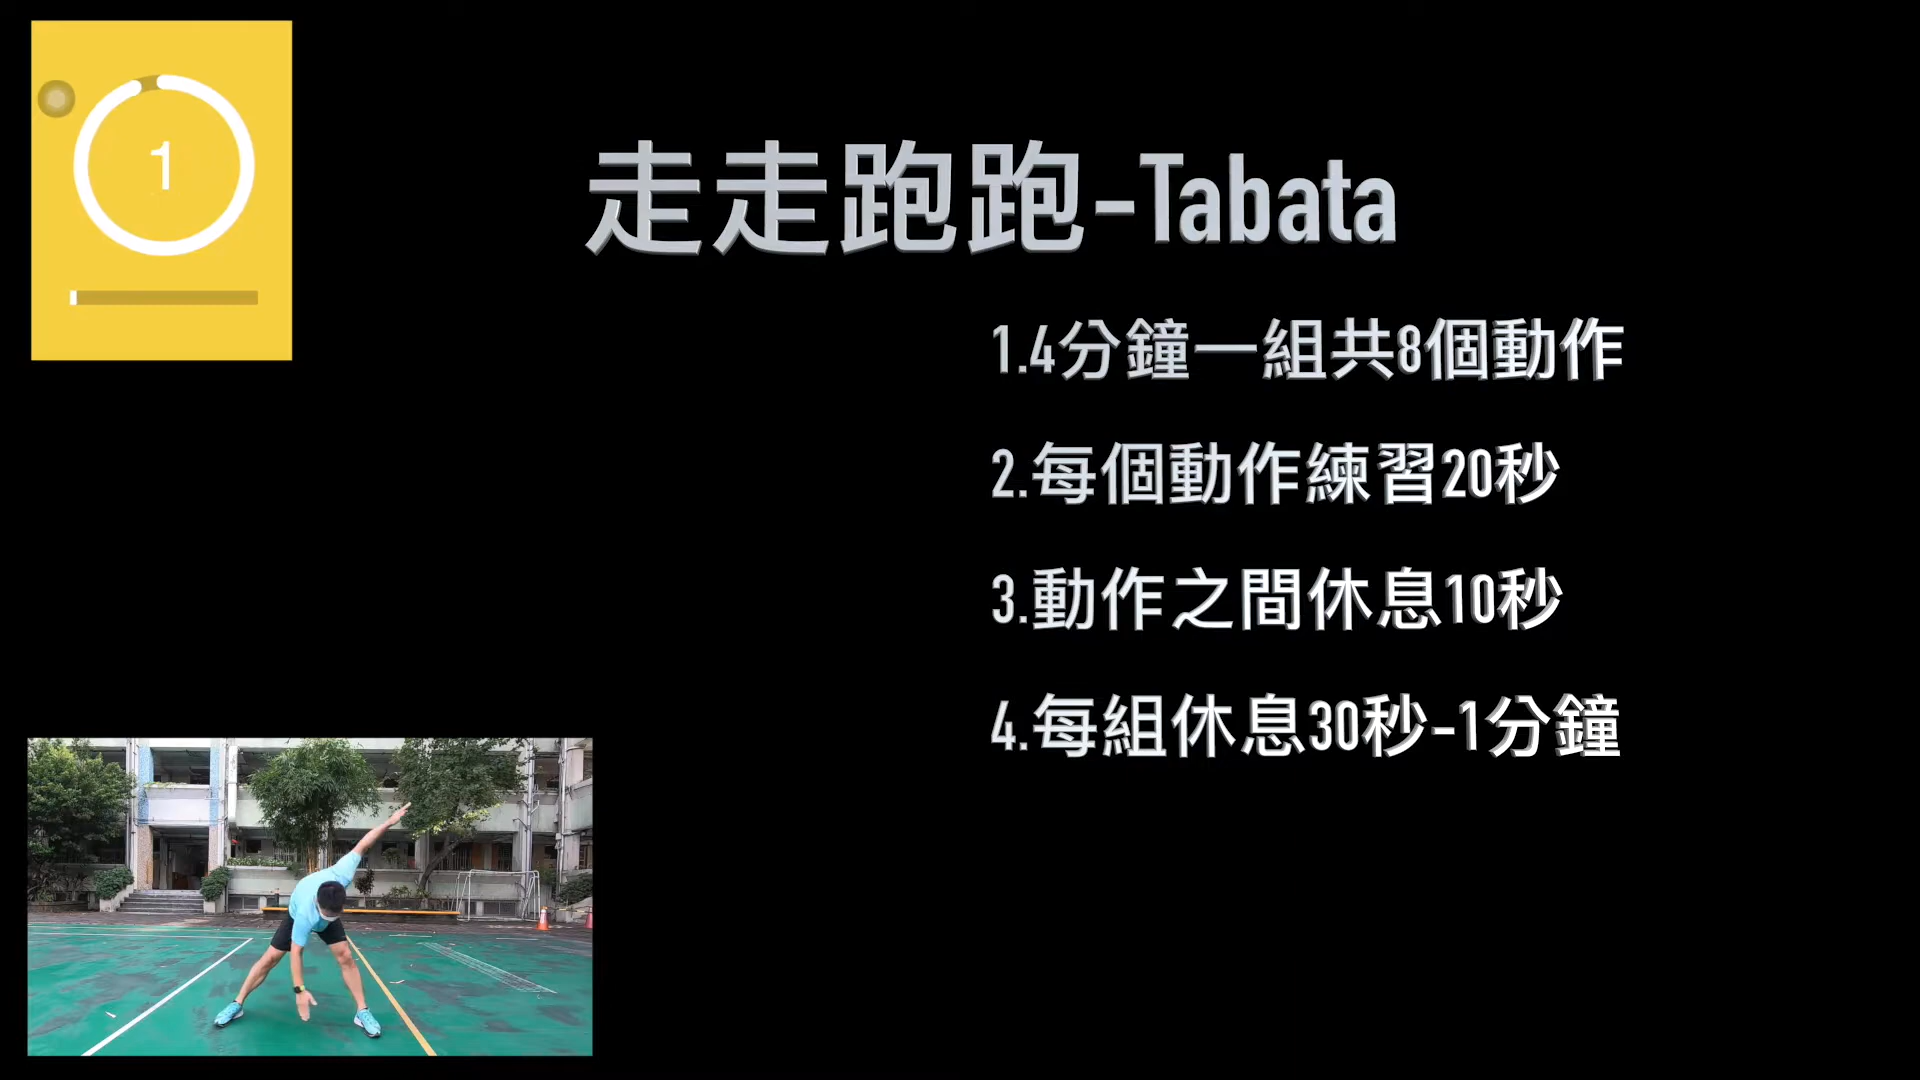 1
走走跑跑-Tabata
1.4分鐘一組共8個動作
2.每個動作練習20秒
3.動作之間休息10秒
4.每組休息30秒-1分鐘